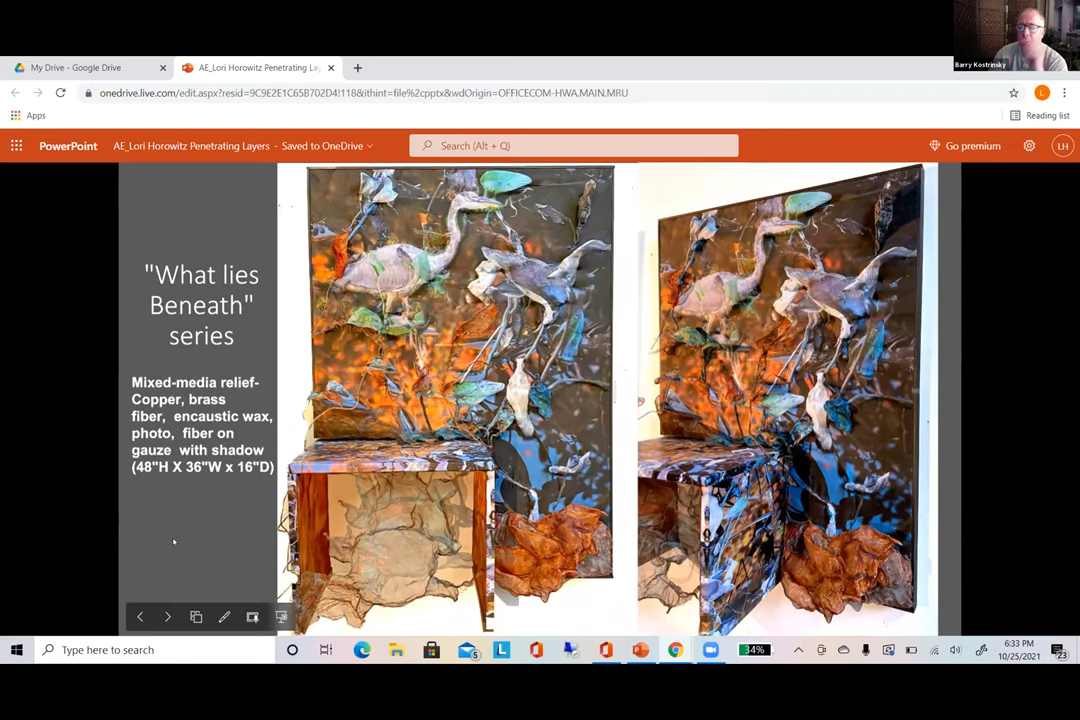 Barry Kostrinsky
My Drive - Google Drive
AE_Lori Horowitz Penetrating Lay
onedrive.live.com/edit.aspx?resid=9C9E2E1C65B702D4!118&ithint=file%2cpptx&wdOrigin=OFFICECOM-HWA.MAIN.MRU
L
Apps
Reading list
PowerPoint
AE_Lori Horowitz Penetrating Layers - Saved to OneDrive
Search (Alt + Q)
Go premium
LH
"What lies
Beneath"
series
Mixed-media relief-
Copper, brass
fiber, encaustic wax,
photo, fiber on
gauze with shadow
(48"H X 36"W x 16"D)
Type here to search
5
L
34%
6:33 PM
10/25/2021
23